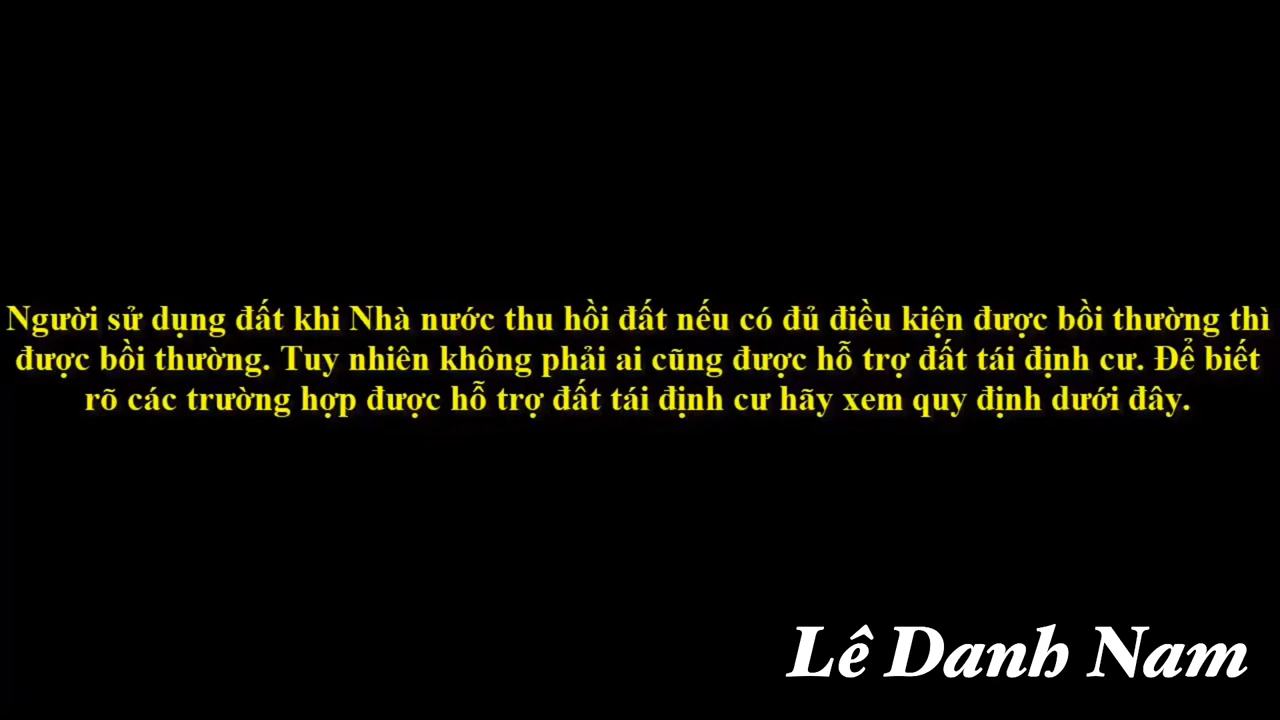 Người sử dụng đất khi Nhà nước thu hồi đất nếu có đủ điều kiện được bồi thường thì
được bồi thường. Tuy nhiên không phải ai cũng được hỗ trợ đất tái định cư. Để biết
rõ các trường hợp được hỗ trợ đất tái định cư hãy xem quy định dưới đây.
Lê Danh Nam